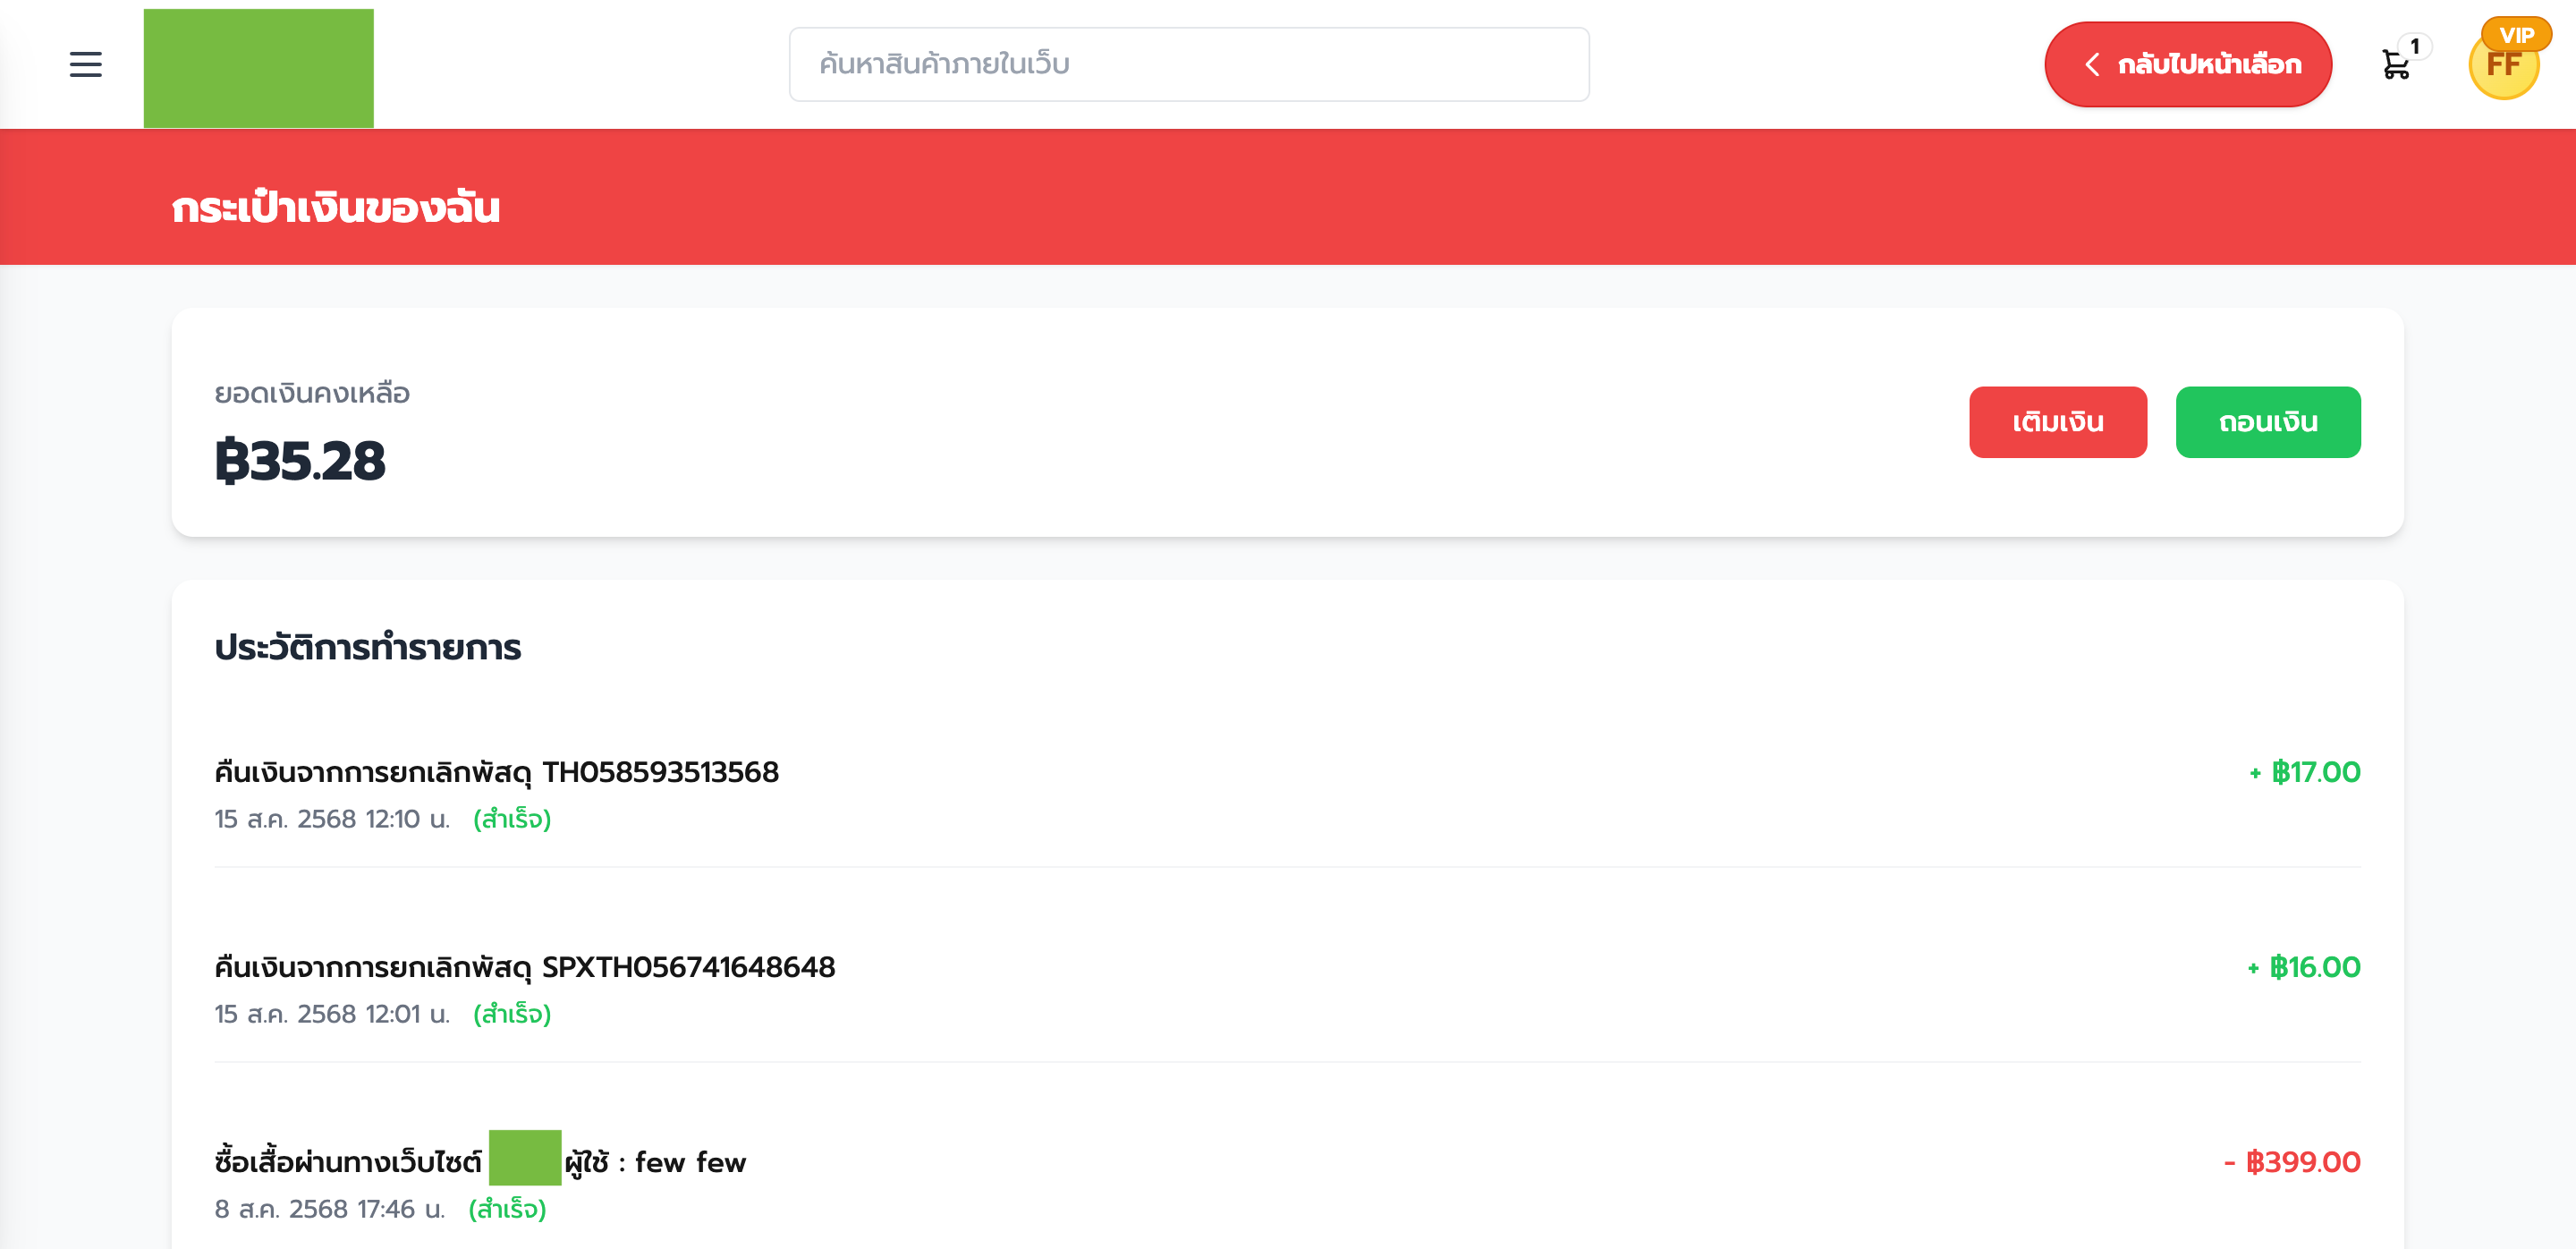 ค้นหาสินค้าภายในเว็บ
กลับไปหน้าเลือก
1
VIP
FF
กระเป๋าเงินของฉัน
ยอดเงินคงเหลือ
฿35.28
เติมเงิน
ถอนเงิน
ประวัติการทำรายการ
คืนเงินจากการยกเลิกพัสดุ TH058593513568
+ ฿17.00
15 ส.ค. 2568 12:10 น. (สำเร็จ)
คืนเงินจากการยกเลิกพัสดุ SPXTH056741648648
+ ฿16.00
15 ส.ค. 2568 12:01 น. (สำเร็จ)
ซื้อเสื้อผ่านทางเว็บไซต์ ผู้ใช้ : few few
- ฿399.00
8 ส.ค. 2568 17:46 น. (สำเร็จ)